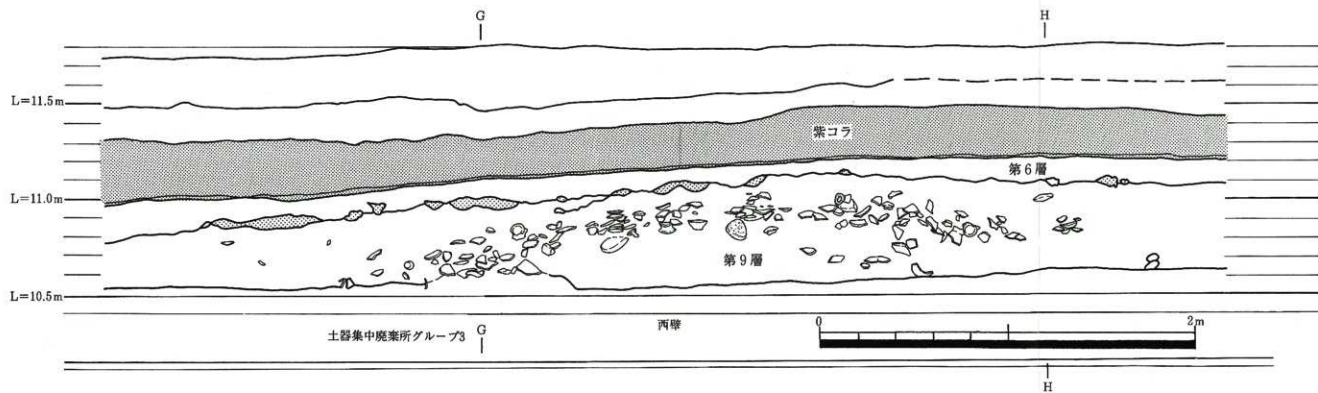 G
H
L=11.5m
紫コラ
第6層
L=11.0m
第9層
L=10.5m
土器集中廃棄所グループ3
G
西壁
0
2m
H